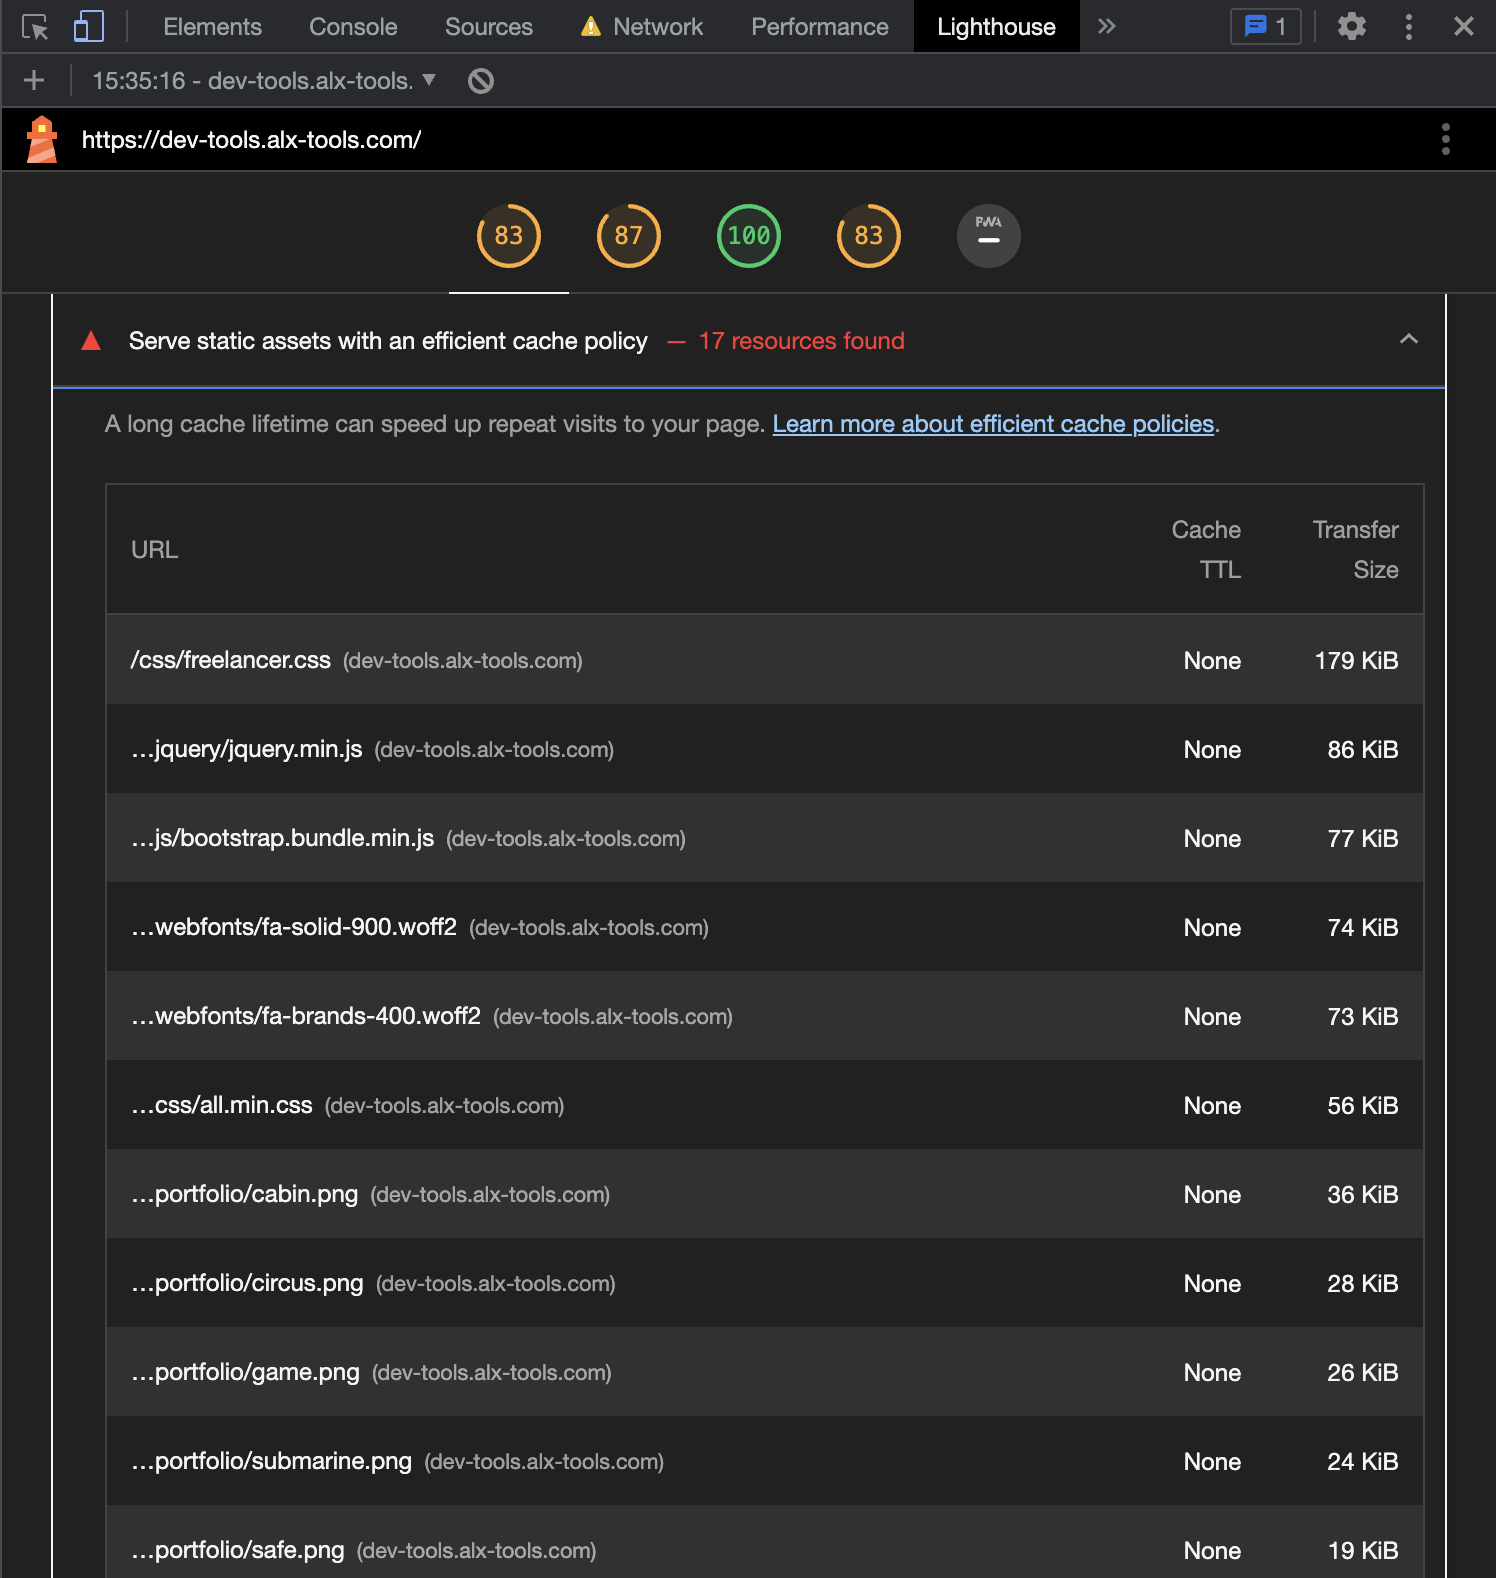 Elements Console Sources Network Performance Lighthouse 1
15:35:16 - dev-tools.alx-tools.
https://dev-tools.alx-tools.com/
83 87 100 83 PWA
Serve static assets with an efficient cache policy — 17 resources found
A long cache lifetime can speed up repeat visits to your page. Learn more about efficient cache policies.
URL Cache TTL Transfer Size
/css/freelancer.css (dev-tools.alx-tools.com) None 179 KiB
…jquery/jquery.min.js (dev-tools.alx-tools.com) None 86 KiB
…js/bootstrap.bundle.min.js (dev-tools.alx-tools.com) None 77 KiB
…webfonts/fa-solid-900.woff2 (dev-tools.alx-tools.com) None 74 KiB
…webfonts/fa-brands-400.woff2 (dev-tools.alx-tools.com) None 73 KiB
…css/all.min.css (dev-tools.alx-tools.com) None 56 KiB
…portfolio/cabin.png (dev-tools.alx-tools.com) None 36 KiB
…portfolio/circus.png (dev-tools.alx-tools.com) None 28 KiB
…portfolio/game.png (dev-tools.alx-tools.com) None 26 KiB
…portfolio/submarine.png (dev-tools.alx-tools.com) None 24 KiB
…portfolio/safe.png (dev-tools.alx-tools.com) None 19 KiB